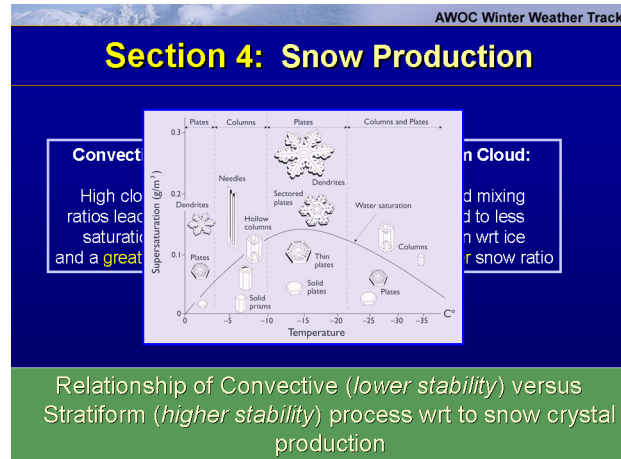 AWOC Winter Weather Track
Section 4: Snow Production
Convecti
High clo
ratios lea
saturatio
and a great
m Cloud:
d mixing
d to less
n wrt ice
er snow ratio
Plates Columns Plates Columns and Plates
0.3
0.2
0.1
0
Supersaturation (g/m³)
Needles
Dendrites
Dendrites
Sectored
plates
Water saturation
Hollow
columns
Columns
Plates
Thin
plates
Solid
prisms
Solid
plates
Plates
0 -5 -10 -15 -20 -25 -30 -35 C°
Temperature
Relationship of Convective (lower stability) versus
Stratiform (higher stability) process wrt to snow crystal
production